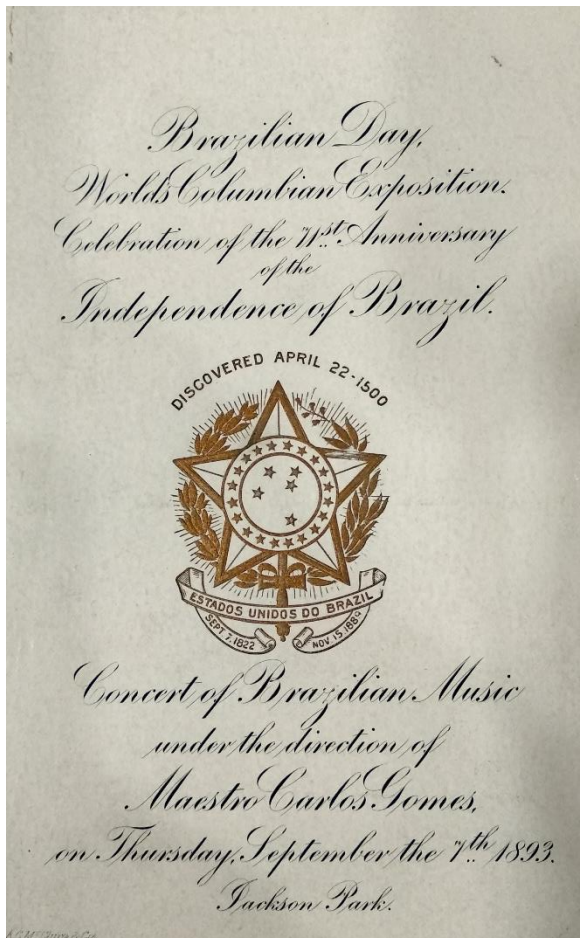 Brazilian Day,
World's Columbian Exposition.
Celebration of the 71st Anniversary
of the
Independence of Brazil.
DISCOVERED APRIL 22-1500
ESTADOS UNIDOS DO BRAZIL
SEPT. 7. 1822
NOV. 15. 1889
Concert of Brazilian Music
under the direction of
Maestro Carlos Gomes,
on Thursday, September the 7th 1893.
Jackson Park.